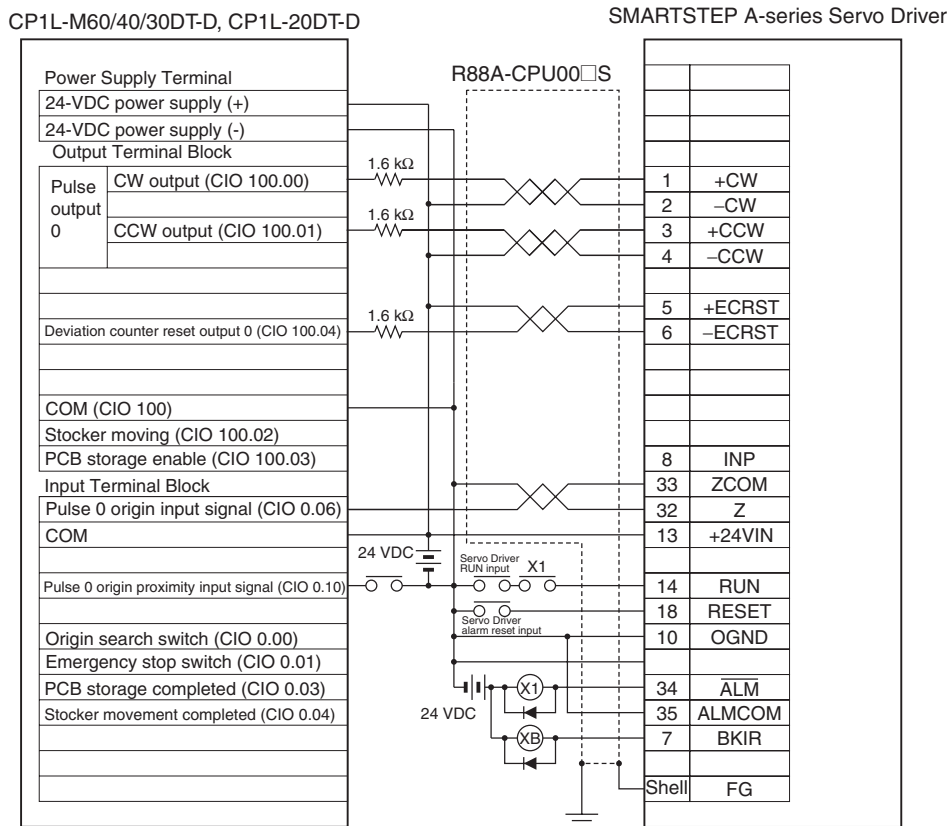 CP1L-M60/40/30DT-D, CP1L-20DT-D
SMARTSTEP A-series Servo Driver
R88A-CPU00□S
Power Supply Terminal
24-VDC power supply (+)
24-VDC power supply (-)
Output Terminal Block
Pulse output 0
CW output (CIO 100.00)
1.6 kΩ
1 +CW
2 −CW
CCW output (CIO 100.01)
1.6 kΩ
3 +CCW
4 −CCW
5 +ECRST
Deviation counter reset output 0 (CIO 100.04)
1.6 kΩ
6 −ECRST
COM (CIO 100)
Stocker moving (CIO 100.02)
PCB storage enable (CIO 100.03)
8 INP
Input Terminal Block
33 ZCOM
Pulse 0 origin input signal (CIO 0.06)
32 Z
COM
13 +24VIN
24 VDC
Servo Driver
RUN input
X1
Pulse 0 origin proximity input signal (CIO 0.10)
14 RUN
18 RESET
Servo Driver
alarm reset input
Origin search switch (CIO 0.00)
10 OGND
Emergency stop switch (CIO 0.01)
PCB storage completed (CIO 0.03)
X1
34 A̅L̅M̅
Stocker movement completed (CIO 0.04)
24 VDC
35 ALMCOM
XB
7 BKIR
Shell FG